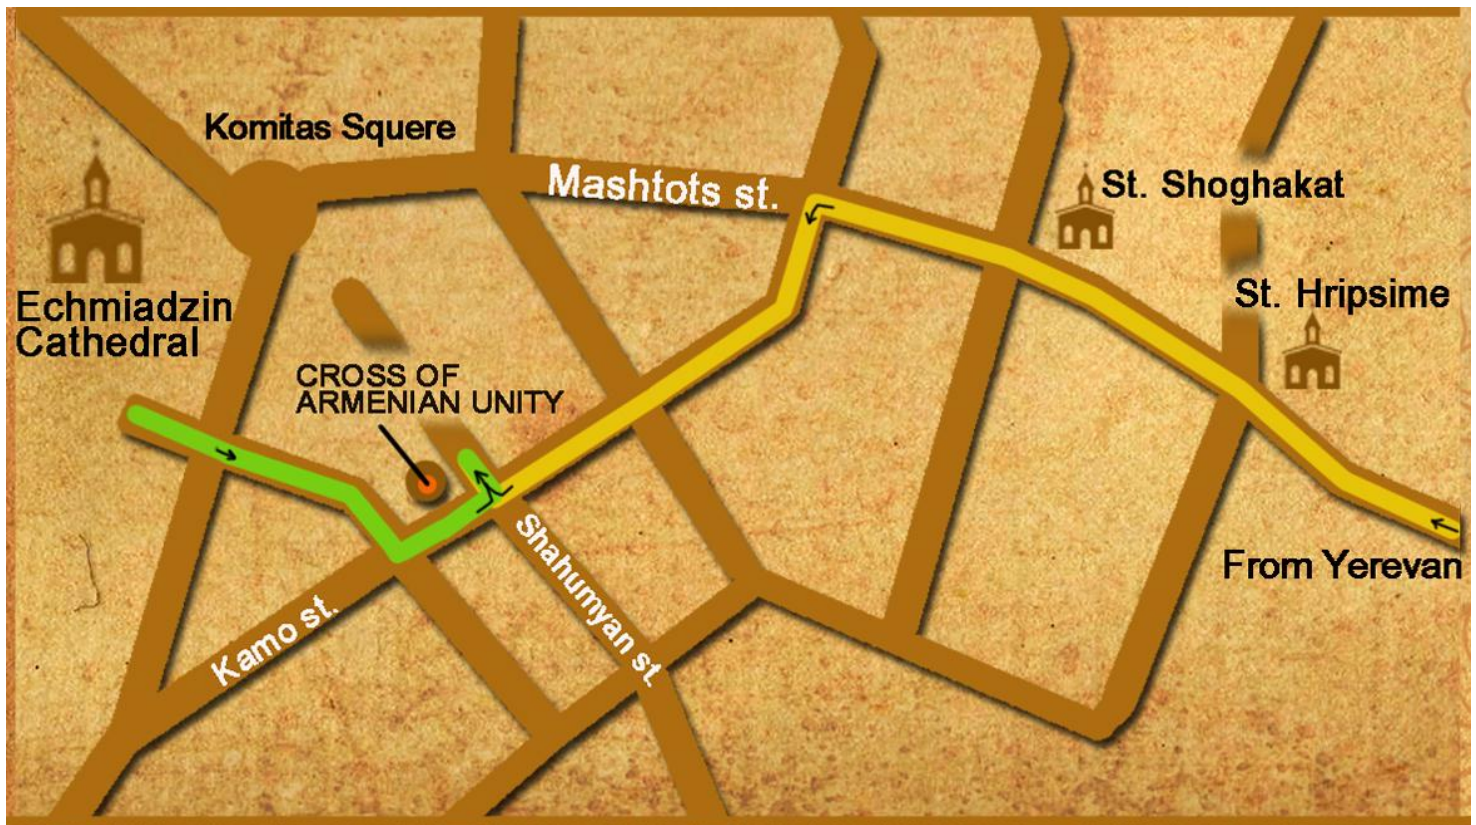 Komitas Squere
Mashtots st.
St. Shoghakat
St. Hripsime
Echmiadzin
Cathedral
CROSS OF
ARMENIAN UNITY
From Yerevan
Shahumyan st
Kamo st.